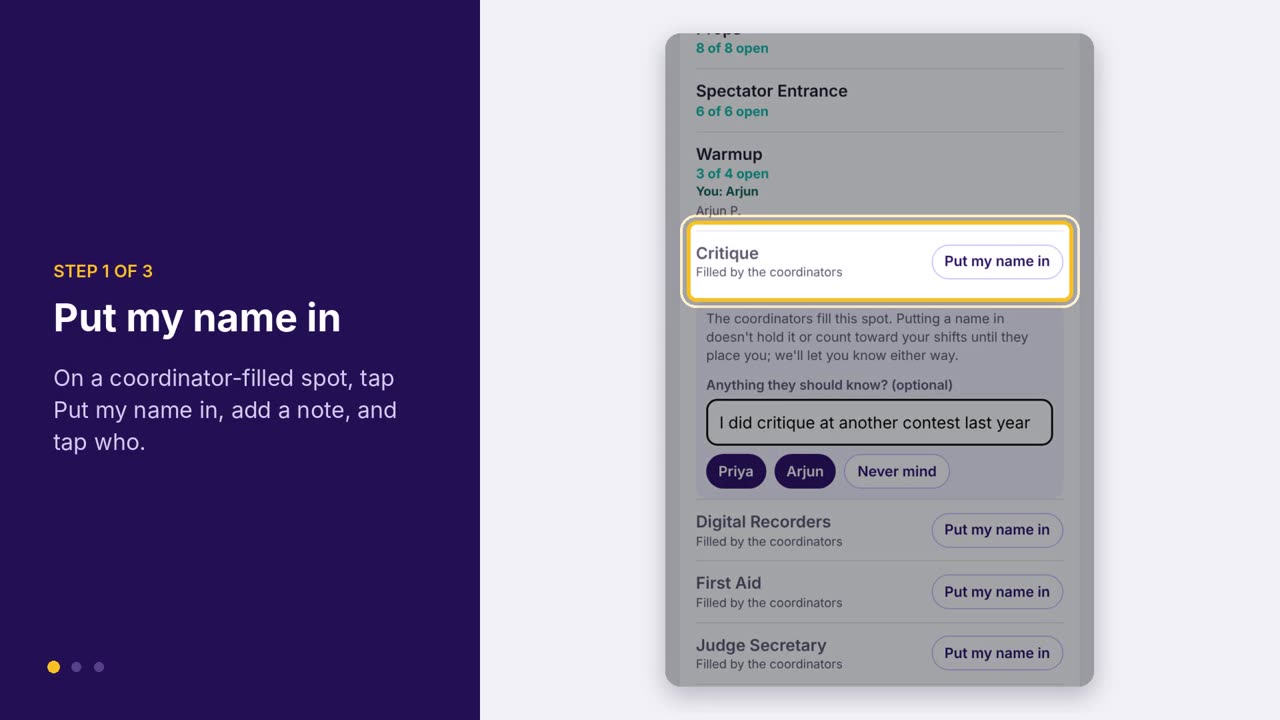 STEP 1 OF 3
Put my name in
On a coordinator-filled spot, tap
Put my name in, add a note, and
tap who.
8 of 8 open
Spectator Entrance
6 of 6 open
Warmup
3 of 4 open
You: Arjun
Arjun P.
Critique
Filled by the coordinators
Put my name in
The coordinators fill this spot. Putting a name in
doesn't hold it or count toward your shifts until they
place you; we'll let you know either way.
Anything they should know? (optional)
I did critique at another contest last year
Priya
Arjun
Never mind
Digital Recorders
Filled by the coordinators
Put my name in
First Aid
Filled by the coordinators
Put my name in
Judge Secretary
Filled by the coordinators
Put my name in